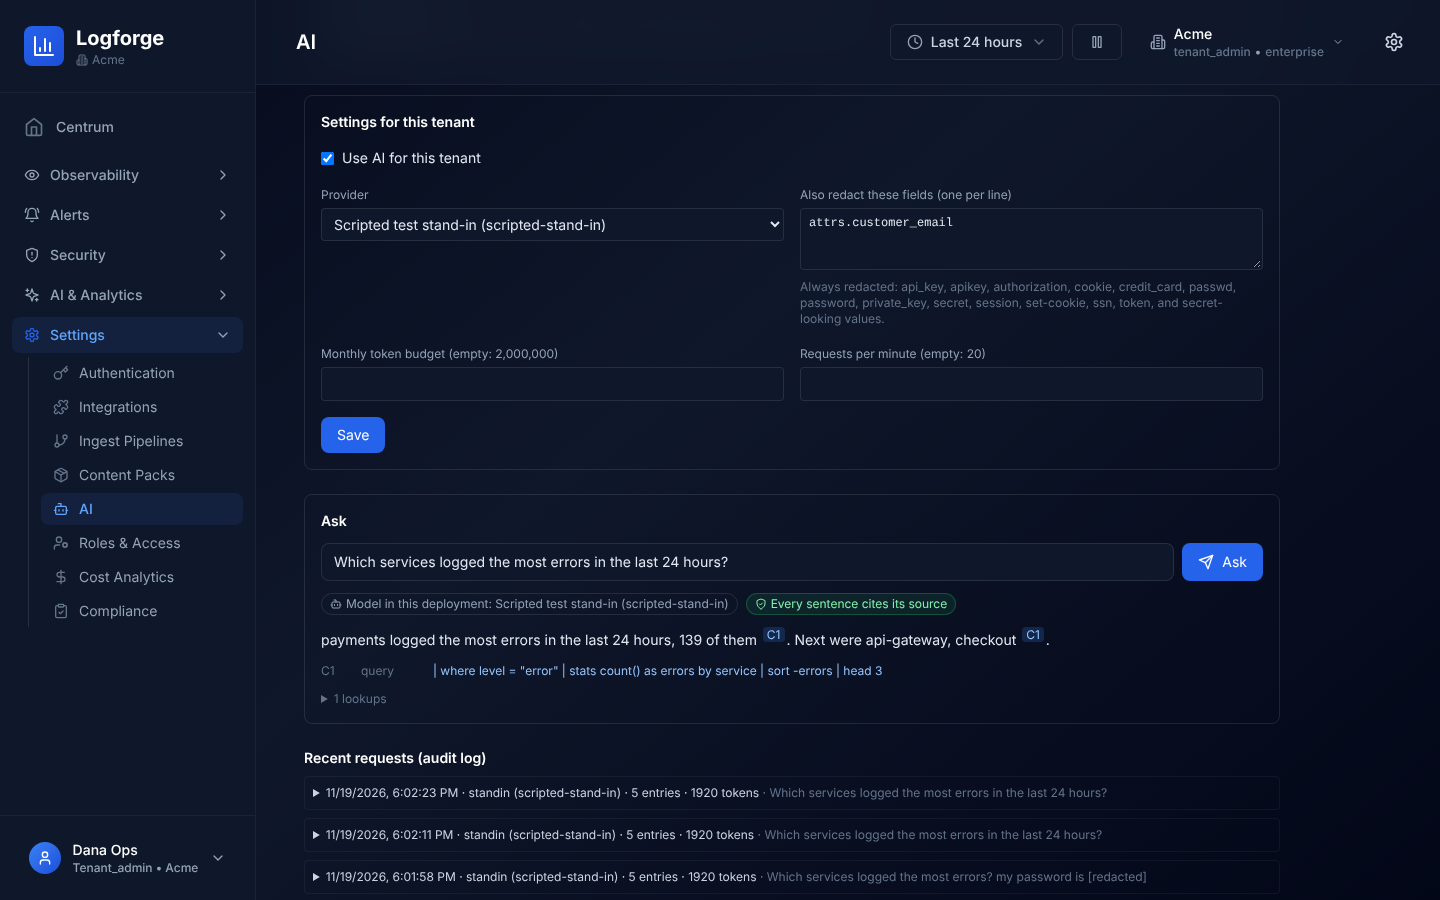 Logforge
Acme
Centrum
Observability
Alerts
Security
AI & Analytics
Settings
Authentication
Integrations
Ingest Pipelines
Content Packs
AI
Roles & Access
Cost Analytics
Compliance
Dana Ops
Tenant_admin • Acme
AI
Last 24 hours
Acme
tenant_admin • enterprise
Settings for this tenant
Use AI for this tenant
Provider
Scripted test stand-in (scripted-stand-in)
Also redact these fields (one per line)
attrs.customer_email
Always redacted: api_key, apikey, authorization, cookie, credit_card, passwd,
password, private_key, secret, session, set-cookie, ssn, token, and secret-
looking values.
Monthly token budget (empty: 2,000,000)
Requests per minute (empty: 20)
Save
Ask
Which services logged the most errors in the last 24 hours?
Ask
Model in this deployment: Scripted test stand-in (scripted-stand-in)
Every sentence cites its source
payments logged the most errors in the last 24 hours, 139 of them C1 . Next were api-gateway, checkout C1 .
C1 query | where level = "error" | stats count() as errors by service | sort -errors | head 3
1 lookups
Recent requests (audit log)
11/19/2026, 6:02:23 PM · standin (scripted-stand-in) · 5 entries · 1920 tokens · Which services logged the most errors in the last 24 hours?
11/19/2026, 6:02:11 PM · standin (scripted-stand-in) · 5 entries · 1920 tokens · Which services logged the most errors in the last 24 hours?
11/19/2026, 6:01:58 PM · standin (scripted-stand-in) · 5 entries · 1920 tokens · Which services logged the most errors? my password is [redacted]